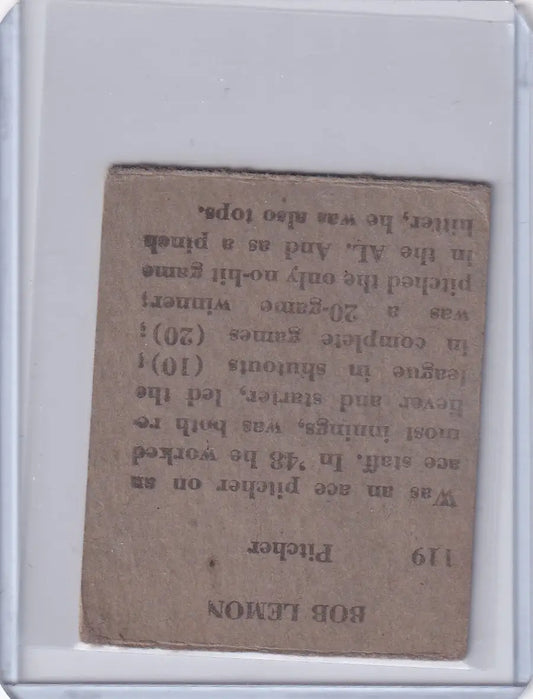 BOB LEMON
119 Pitcher
Was an ace pitcher on an
ace staff. In '48 he worked
most innings, was both re-
liever and starter, led the
league in shutouts (10);
in complete games (20);
was a 20-game winner;
pitched the only no-hit game
in the AL. And as a pinch
hitter, he was also tops.